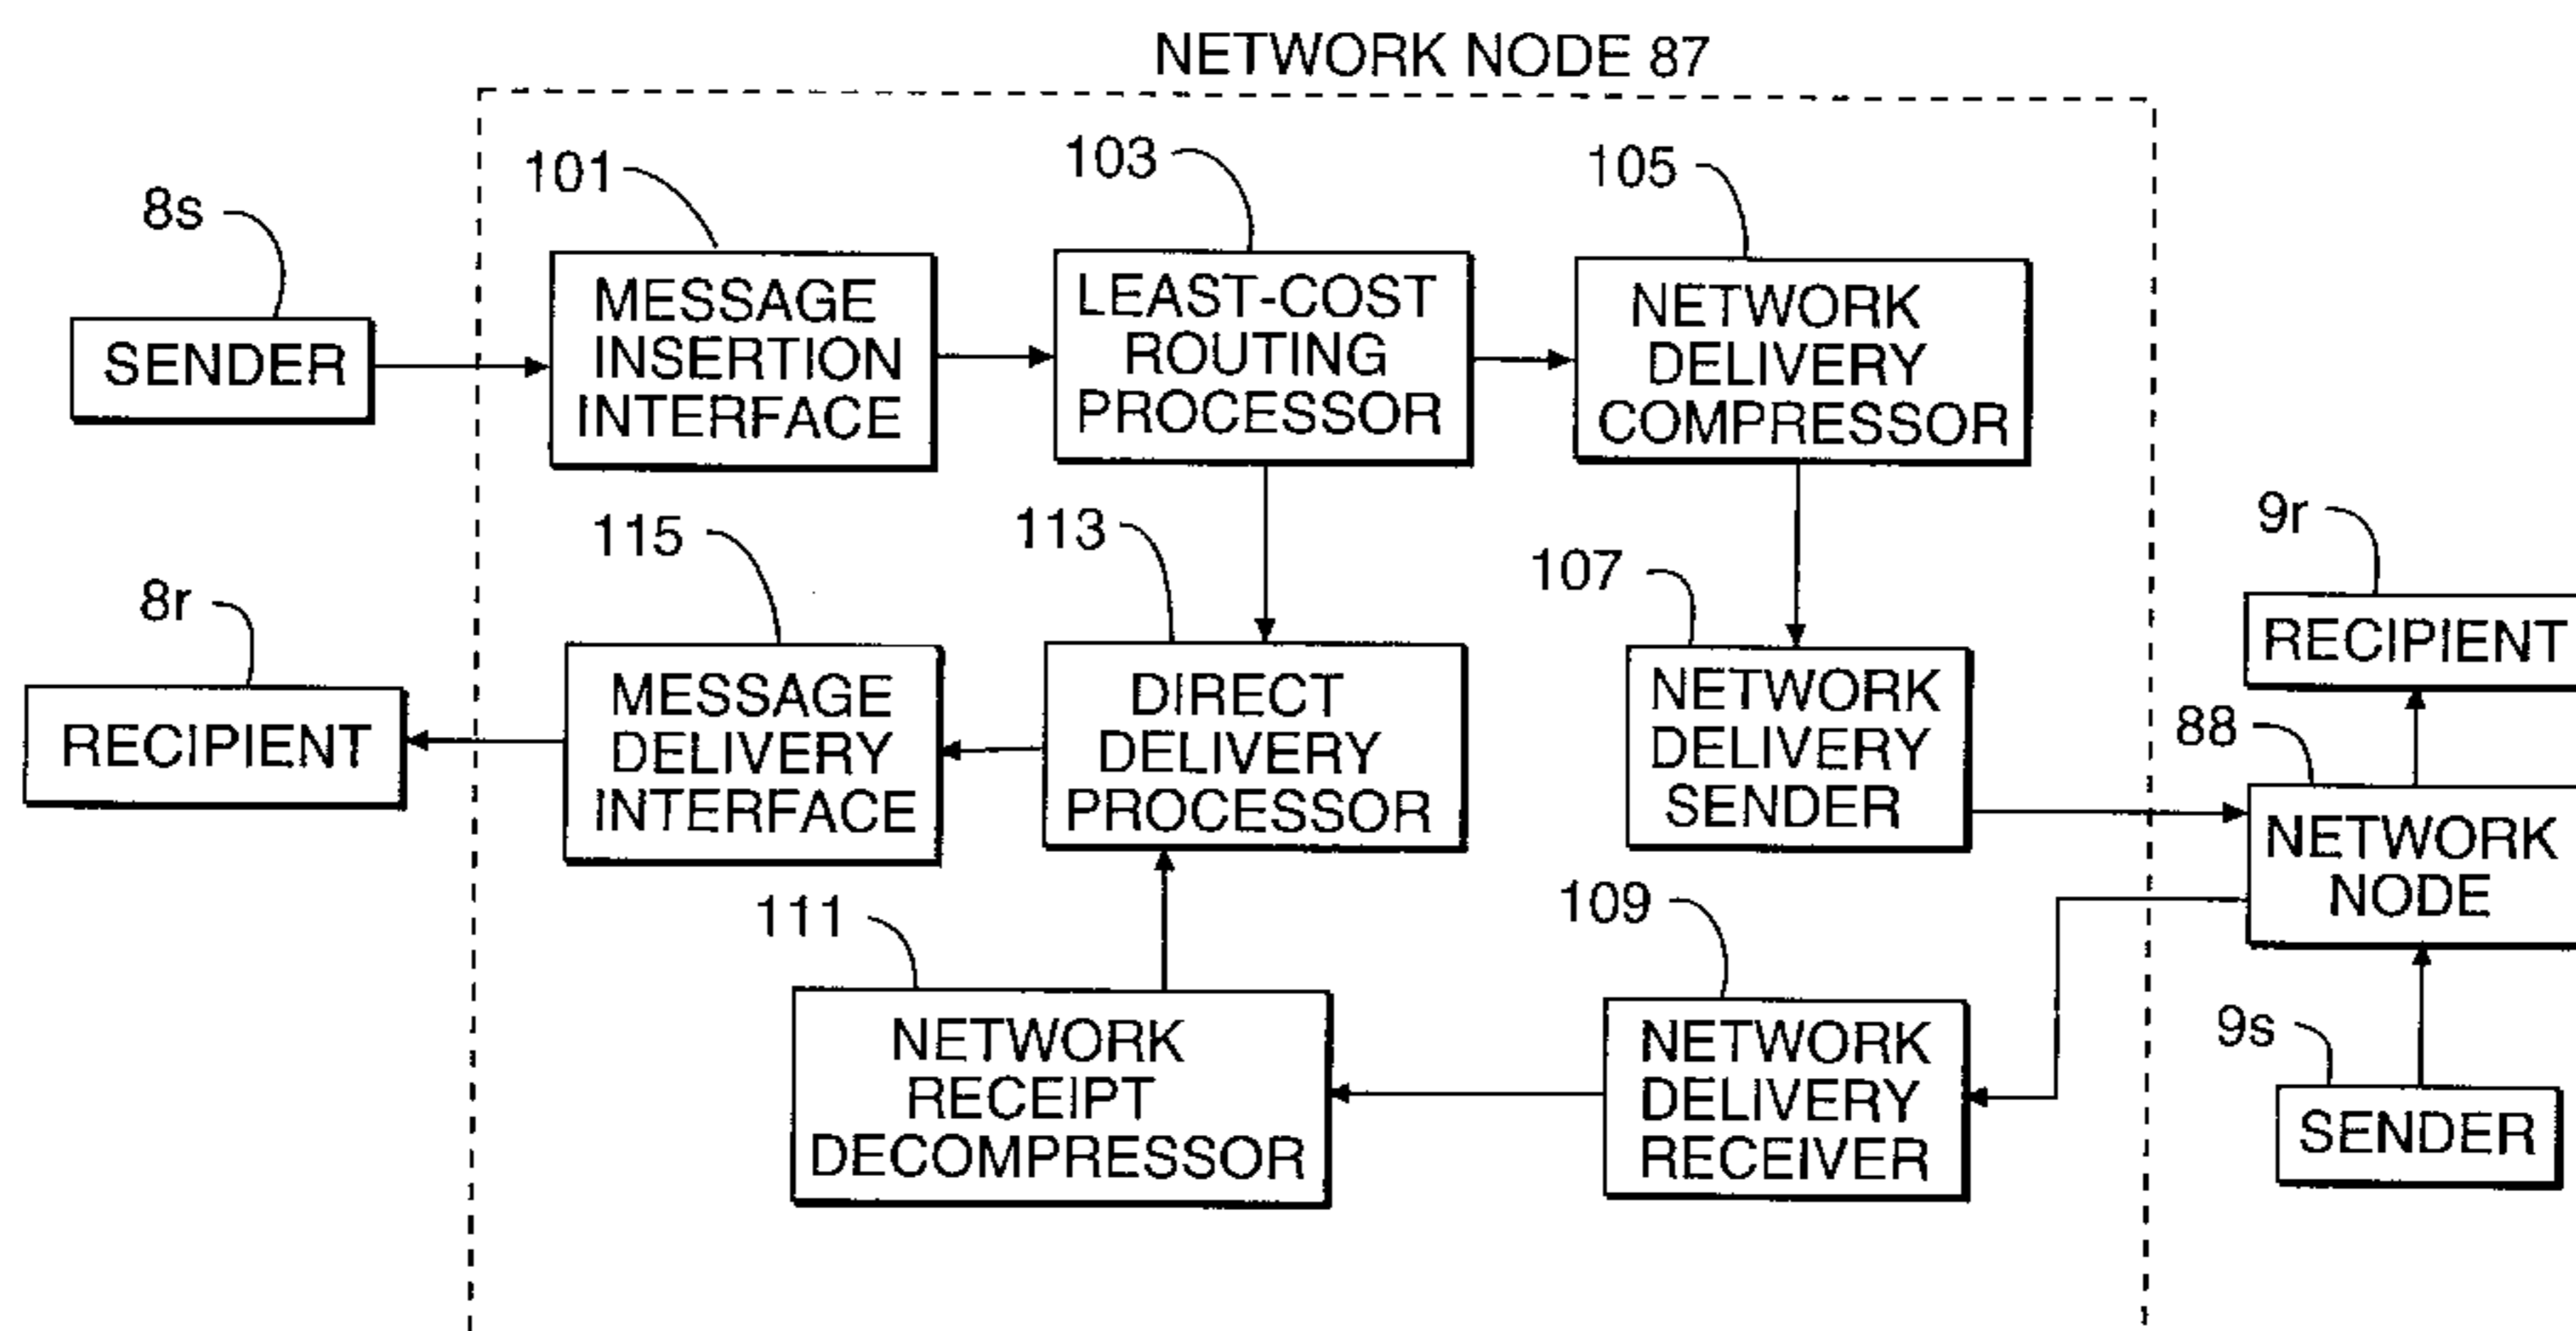 NETWORK NODE 87
8s
SENDER
101
MESSAGE
INSERTION
INTERFACE
103
LEAST-COST
ROUTING
PROCESSOR
105
NETWORK
DELIVERY
COMPRESSOR
8r
RECIPIENT
115
MESSAGE
DELIVERY
INTERFACE
113
DIRECT
DELIVERY
PROCESSOR
107
NETWORK
DELIVERY
SENDER
9r
RECIPIENT
88
NETWORK
NODE
111
NETWORK
RECEIPT
DECOMPRESSOR
109
NETWORK
DELIVERY
RECEIVER
9s
SENDER